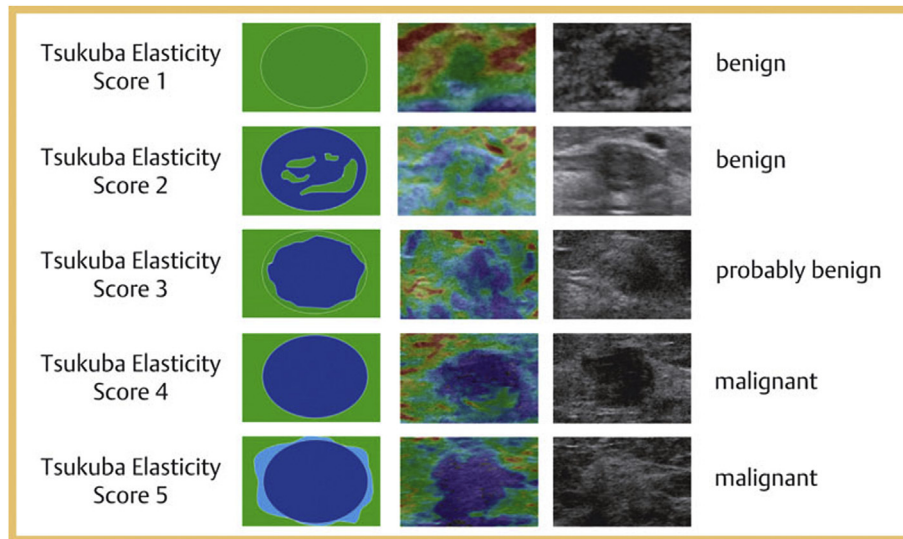 Tsukuba Elasticity
Score 1
benign
Tsukuba Elasticity
Score 2
benign
Tsukuba Elasticity
Score 3
probably benign
Tsukuba Elasticity
Score 4
malignant
Tsukuba Elasticity
Score 5
malignant